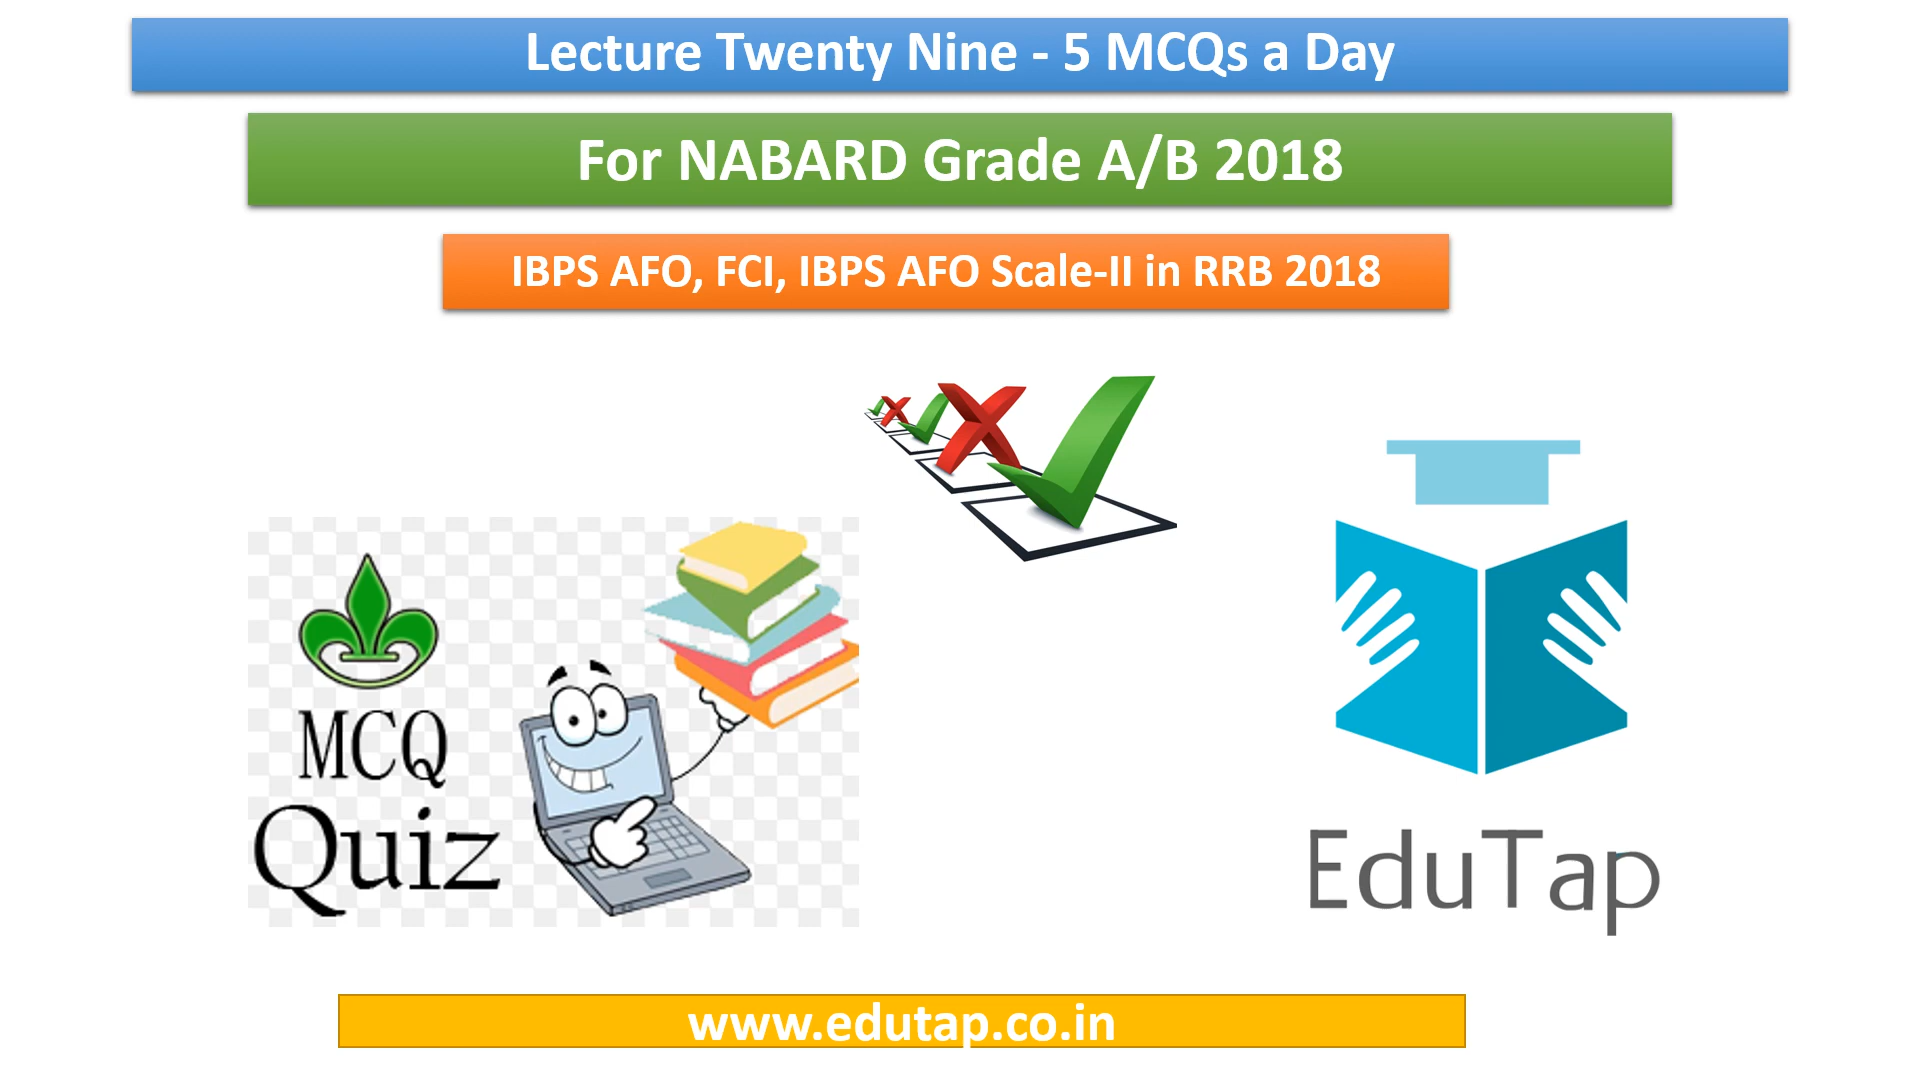 Lecture Twenty Nine - 5 MCQs a Day
For NABARD Grade A/B 2018
IBPS AFO, FCI, IBPS AFO Scale-II in RRB 2018
MCQ
Quiz
EduTap
www.edutap.co.in